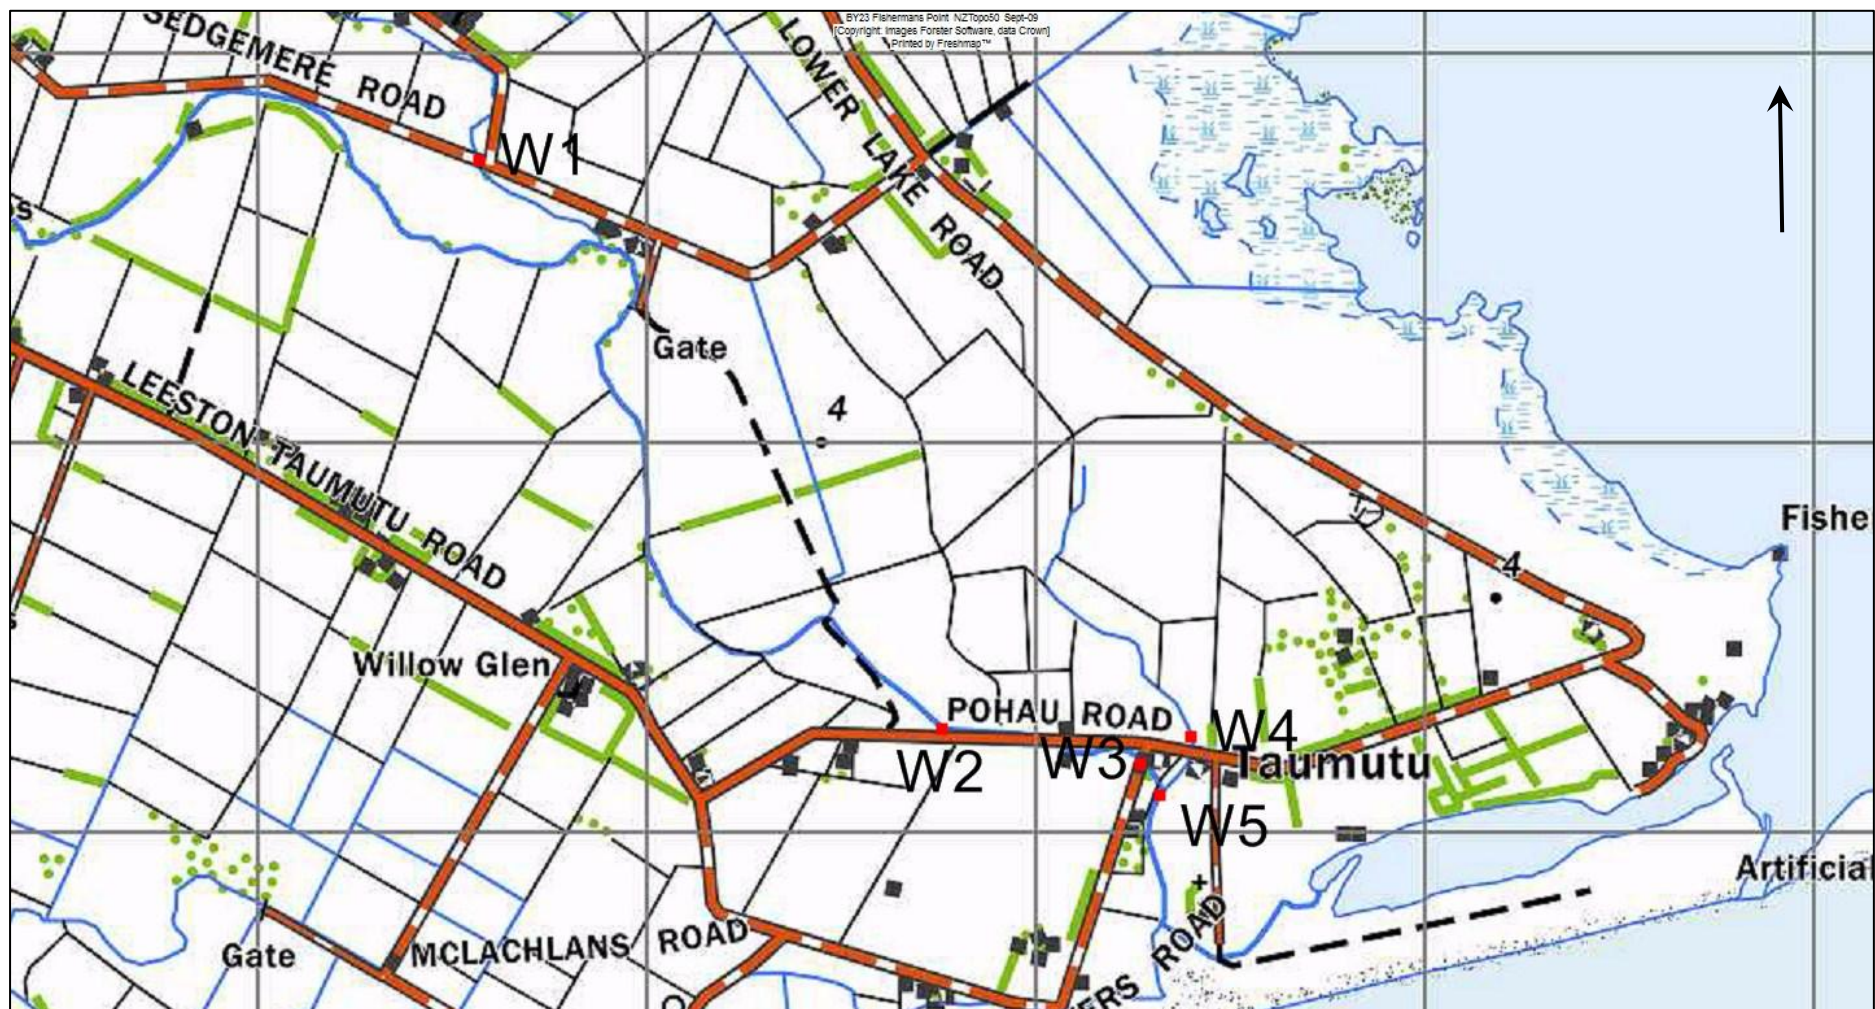 BY23 Fishermans Point NZTopo50 Sept-09
[Copyright: Images Forster Software, data Crown]
Printed by Freshmap™
SEDGEMERE ROAD
LOWER LAKE ROAD
W1
Gate
4
LEESTON TAUMUTU ROAD
Fishe
4
Willow Glen
POHAU ROAD
W2
W3
W4
Taumutu
W5
Artificial
MCLACHLANS ROAD
Gate
ERS ROAD